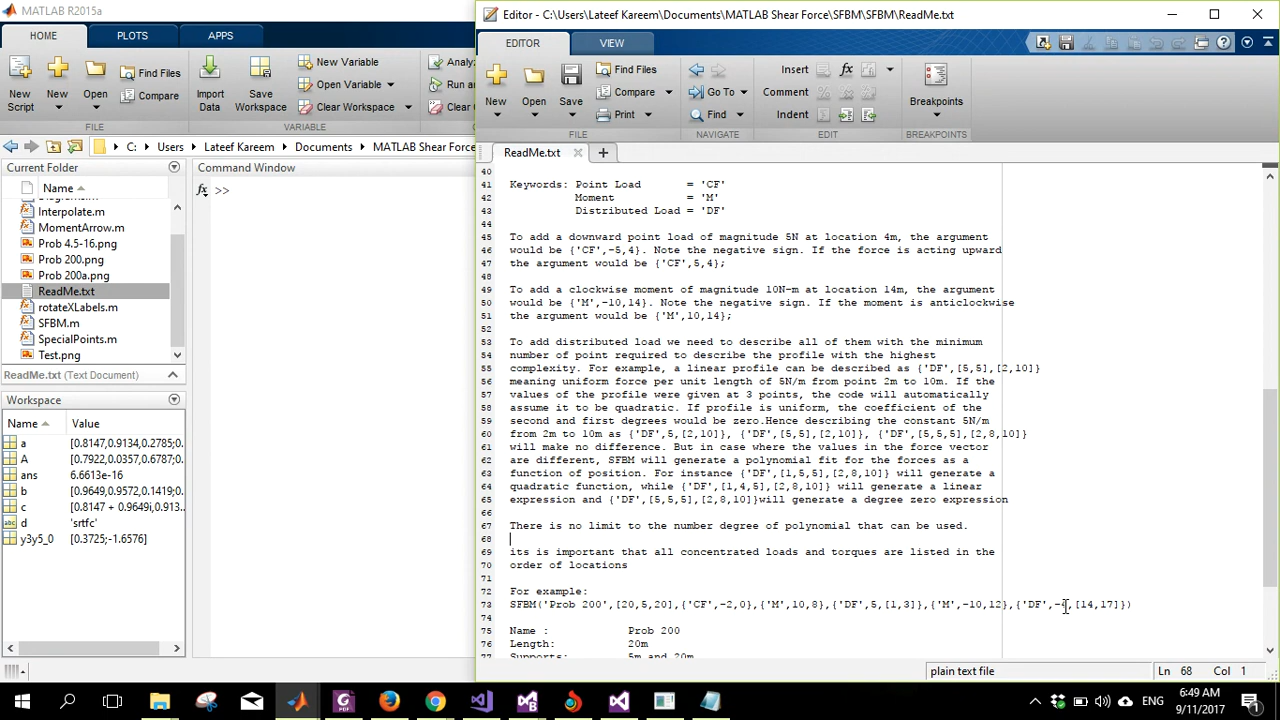 MATLAB R2015a
HOME
PLOTS
APPS
New Script
New
Open
Find Files
Compare
Import Data
Save Workspace
New Variable
Open Variable
Clear Workspace
Analy
Run an
Clear C
FILE
VARIABLE
C: Users Lateef Kareem Documents MATLAB Shear Force
Current Folder
Name
Interpolate.m
MomentArrow.m
Prob 4.5-16.png
Prob 200.png
Prob 200a.png
ReadMe.txt
rotateXLabels.m
SFBM.m
SpecialPoints.m
Test.png
ReadMe.txt (Text Document)
Workspace
Name Value
a [0.8147,0.9134,0.2785;0.
A [0.7922,0.0357,0.6787;0.
ans 6.6613e-16
b [0.9649,0.9572,0.1419;0.
c [0.8147 + 0.9649i,0.913..
d 'srtfc'
y3y5_0 [0.3725;-1.6576]
Command Window
fx >>
Editor - C:\Users\Lateef Kareem\Documents\MATLAB Shear Force\SFBM\SFBM\ReadMe.txt
EDITOR
VIEW
New
Open
Save
Find Files
Compare
Print
Go To
Find
Insert
Comment
Indent
Breakpoints
FILE
NAVIGATE
EDIT
BREAKPOINTS
ReadMe.txt
40
41 Keywords: Point Load = 'CF'
42 Moment = 'M'
43 Distributed Load = 'DF'
44
45 To add a downward point load of magnitude 5N at location 4m, the argument
46 would be {'CF',-5,4}. Note the negative sign. If the force is acting upward
47 the argument would be {'CF',5,4};
48
49 To add a clockwise moment of magnitude 10N-m at location 14m, the argument
50 would be {'M',-10,14}. Note the negative sign. If the moment is anticlockwise
51 the argument would be {'M',10,14};
52
53 To add distributed load we need to describe all of them with the minimum
54 number of point required to describe the profile with the highest
55 complexity. For example, a linear profile can be described as {'DF',[5,5],[2,10]}
56 meaning uniform force per unit length of 5N/m from point 2m to 10m. If the
57 values of the profile were given at 3 points, the code will automatically
58 assume it to be quadratic. If profile is uniform, the coefficient of the
59 second and first degrees would be zero.Hence describing the constant 5N/m
60 from 2m to 10m as {'DF',5,[2,10]}, {'DF',[5,5],[2,10]}, {'DF',[5,5,5],[2,8,10]}
61 will make no difference. But in case where the values in the force vector
62 are different, SFBM will generate a polynomial fit for the forces as a
63 function of position. For instance {'DF',[1,5,5],[2,8,10]} will generate a
64 quadratic function, while {'DF',[1,4,5],[2,8,10]} will generate a linear
65 expression and {'DF',[5,5,5],[2,8,10]}will generate a degree zero expression
66
67 There is no limit to the number degree of polynomial that can be used.
68
69 its is important that all concentrated loads and torques are listed in the
70 order of locations
71
72 For example:
73 SFBM('Prob 200',[20,5,20],{'CF',-2,0},{'M',10,8},{'DF',5,[1,3]},{'M',-10,12},{'DF',- ,[14,17]})
74
75 Name : Prob 200
76 Length: 20m
77 Supports: 5m and 20m
plain text file
Ln 68 Col 1
ENG
6:49 AM
9/11/2017